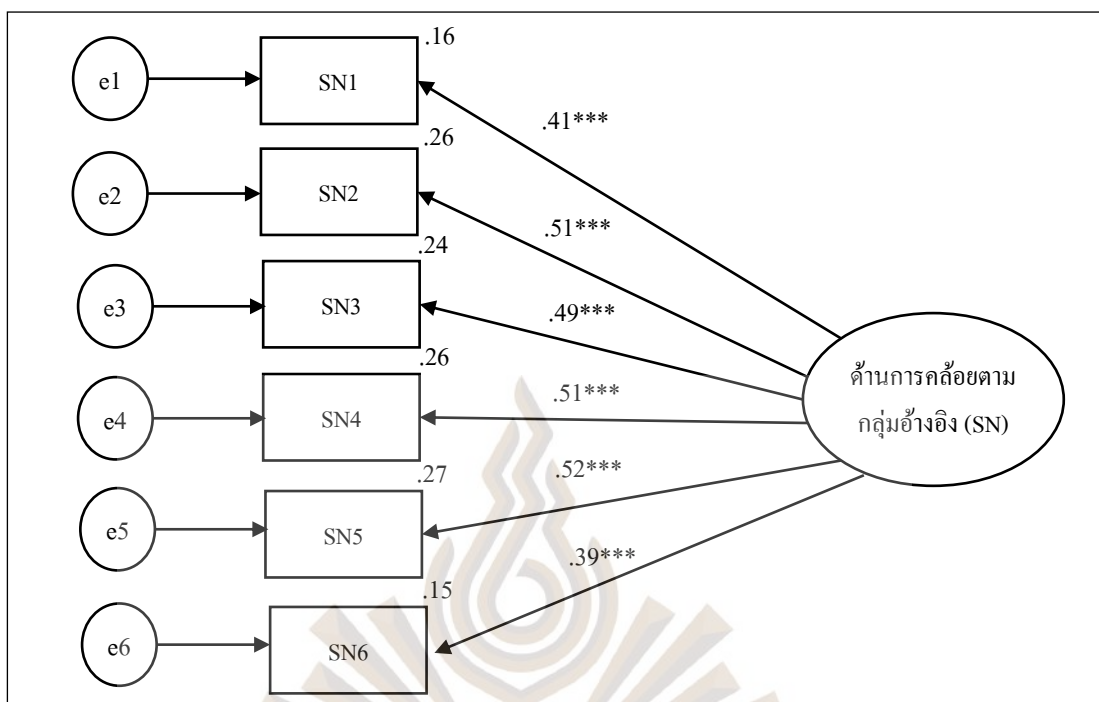 .16
e1
SN1
.41***
.26
e2
SN2
.51***
.24
e3
SN3
.49***
.26
e4
SN4
.51***
ด้านการคล้อยตาม
กลุ่มอ้างอิง (SN)
.27
e5
SN5
.52***
.15
e6
SN6
.39***